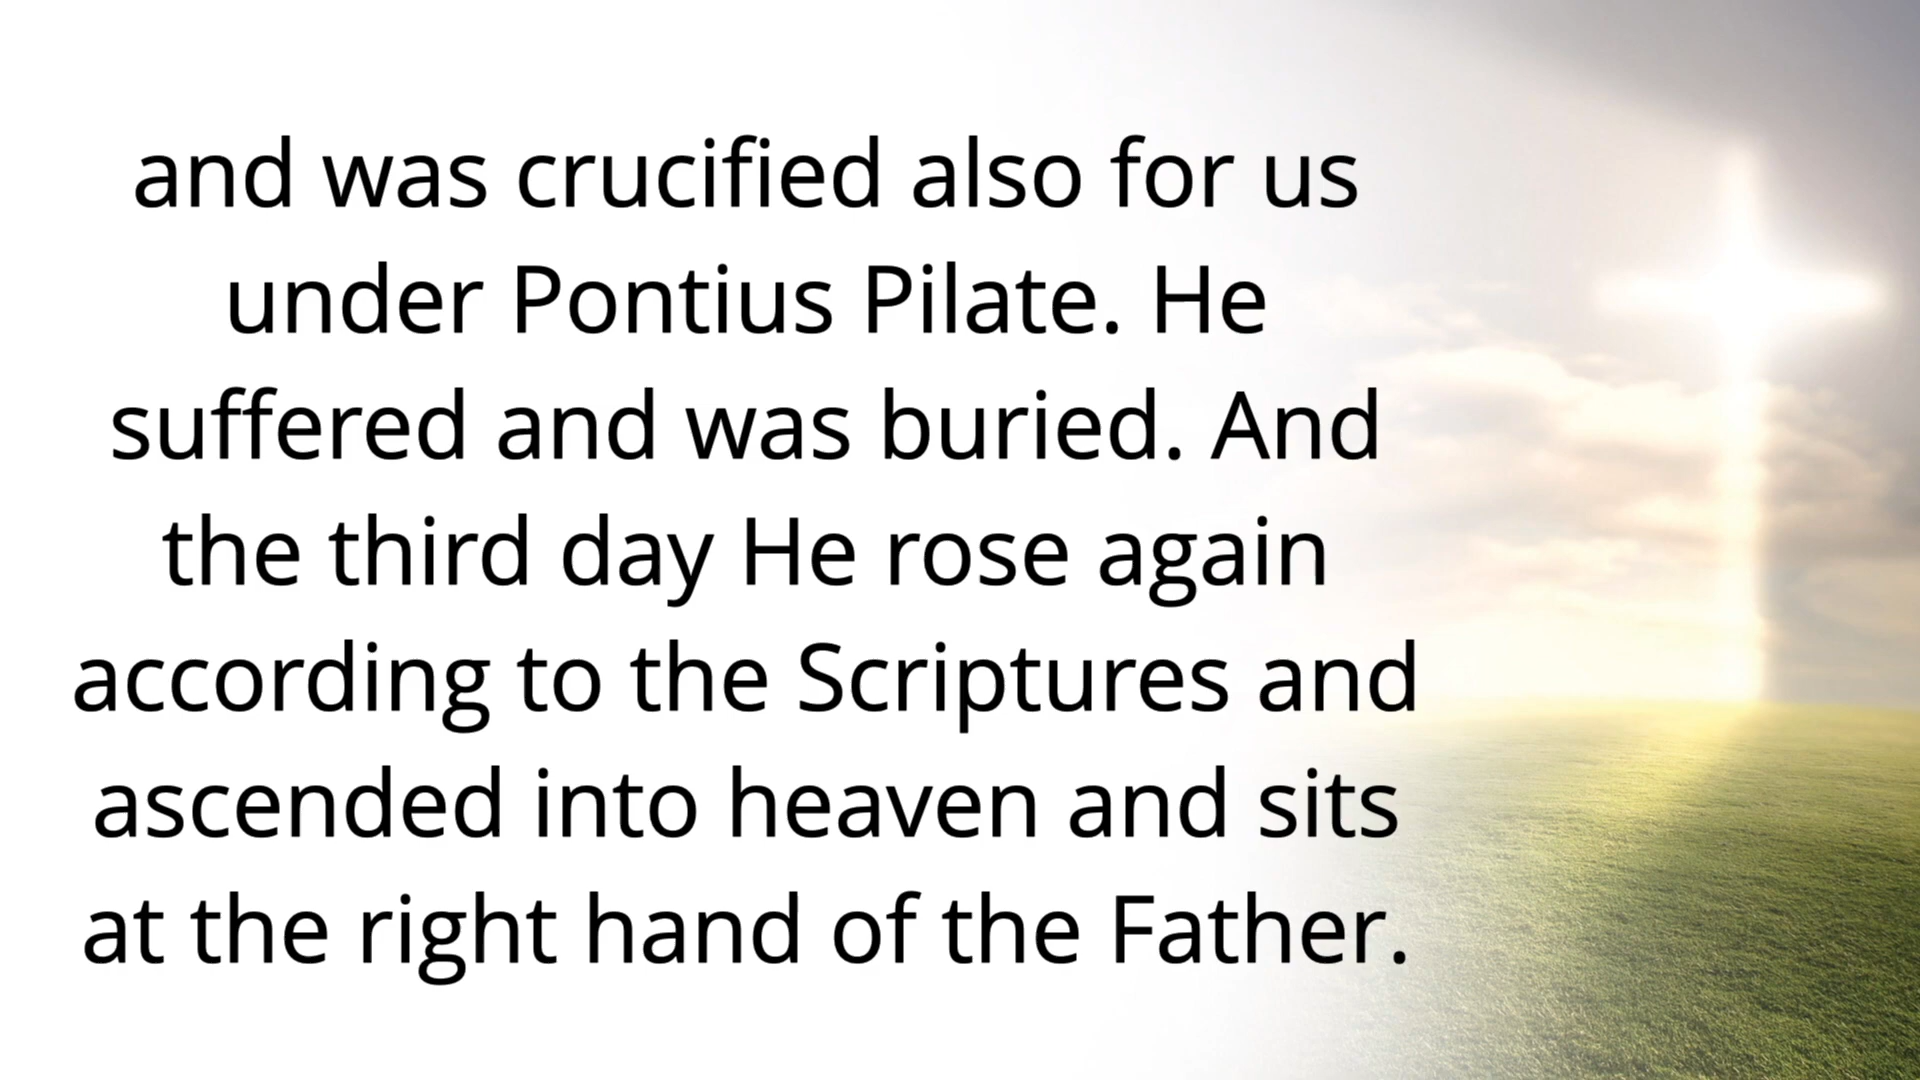 and was crucified also for us
under Pontius Pilate. He
suffered and was buried. And
the third day He rose again
according to the Scriptures and
ascended into heaven and sits
at the right hand of the Father.